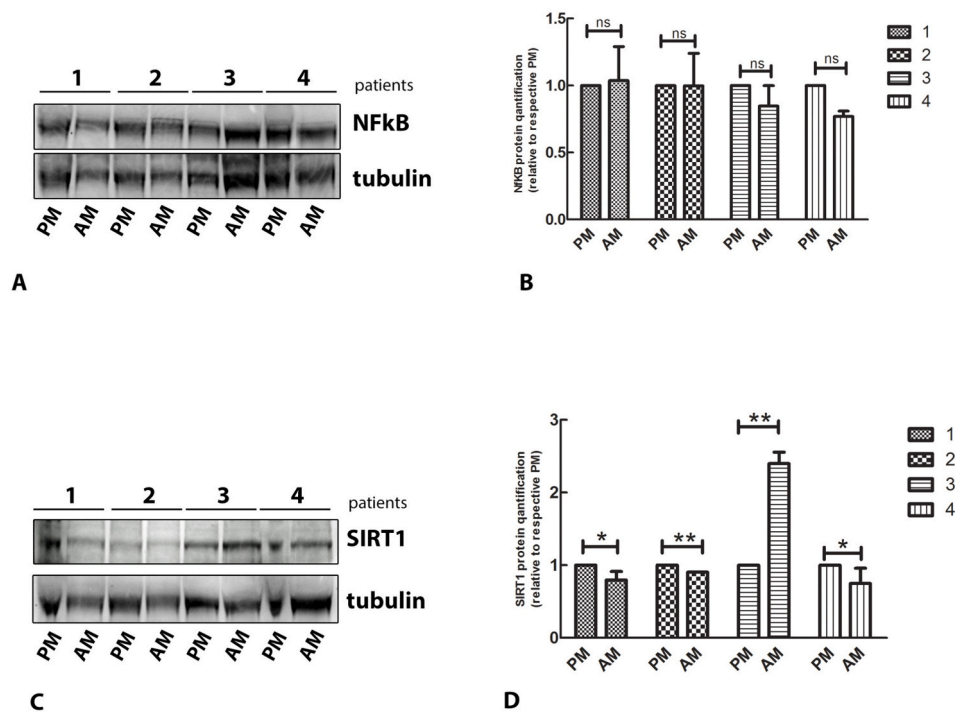 1 2 3 4 patients
NFkB
tubulin
PM AM PM AM PM AM PM AM
A
1.5
1.0
0.5
0.0
NfKB protein qantification
(relative to respective PM)
ns ns ns ns
PM AM PM AM PM AM PM AM
1
2
3
4
B
1 2 3 4 patients
SIRT1
tubulin
PM AM PM AM PM AM PM AM
C
3
2
1
0
SIRT1 protein qantification
(relative to respective PM)
* ** ** *
PM AM PM AM PM AM PM AM
1
2
3
4
D